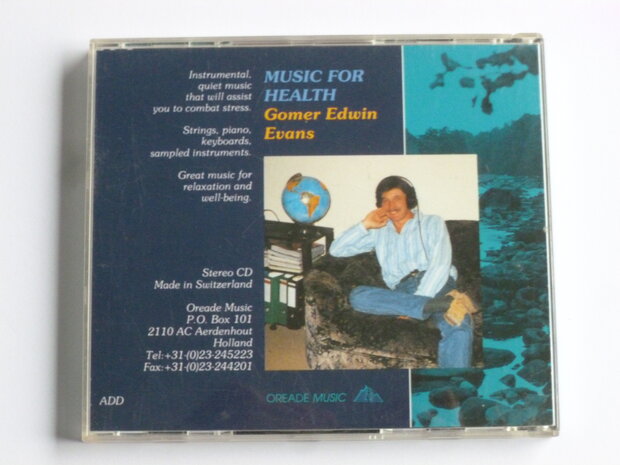 Instrumental,
quiet music
that will assist
you to combat stress.
Strings, piano,
keyboards,
sampled instruments.
Great music for
relaxation and
well-being.
Stereo CD
Made in Switzerland
Oreade Music
P.O. Box 101
2110 AC Aerdenhout
Holland
Tel:+31-(0)23-245223
Fax:+31-(0)23-244201
ADD
MUSIC FOR
HEALTH
Gomer Edwin
Evans
OREADE MUSIC